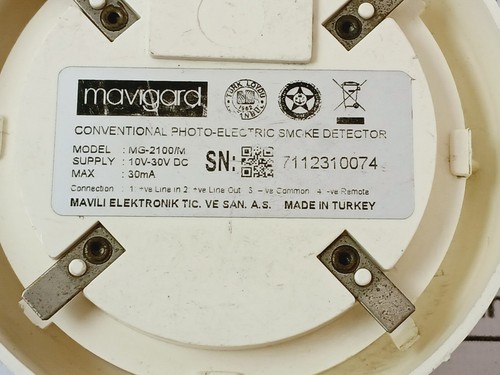 mavigard
TÜRK LOYDU
CONVENTIONAL PHOTO-ELECTRIC SMOKE DETECTOR
MODEL : MG-2100/M
SUPPLY : 10V-30V DC
MAX : 30mA
SN: 7112310074
Connection : 1 +ve Line In 2 +ve Line Out 3 -ve Common 4 -ve Remote
MAVILI ELEKTRONIK TIC. VE SAN. A.S. MADE IN TURKEY